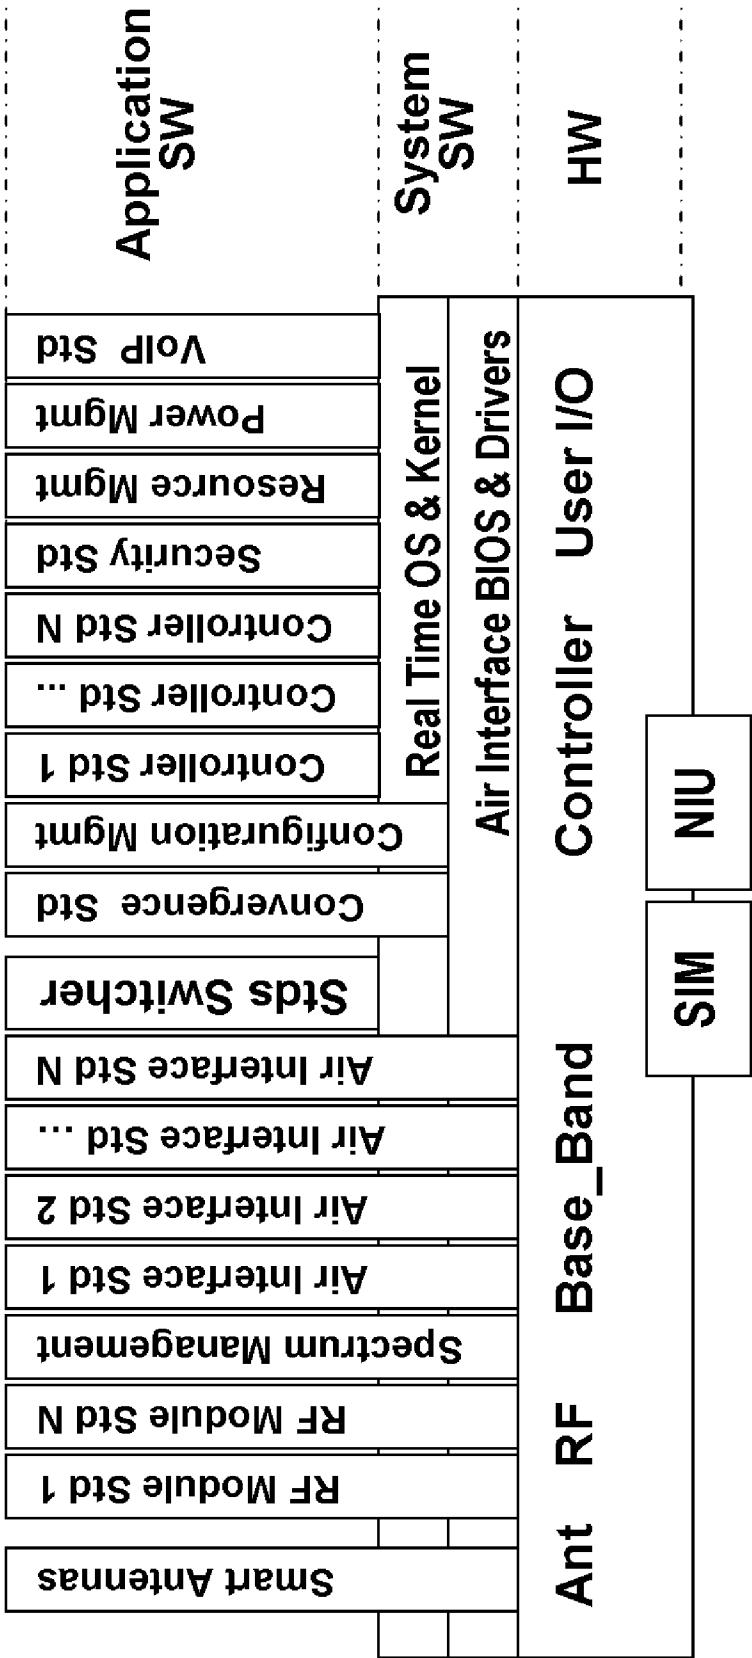 Application
SW
System
SW
HW
VoIP Std
Power Mgmt
Resource Mgmt
Security Std
Controller Std N
Controller Std ...
Controller Std 1
Configuration Mgmt
Convergence Std
Stds Switcher
Air Interface Std N
Air Interface Std ...
Air Interface Std 2
Air Interface Std 1
Spectrum Management
RF Module Std N
RF Module Std 1
Smart Antennas
Real Time OS & Kernel
Air Interface BIOS & Drivers
Ant RF Base_Band Controller User I/O
SIM
NIU